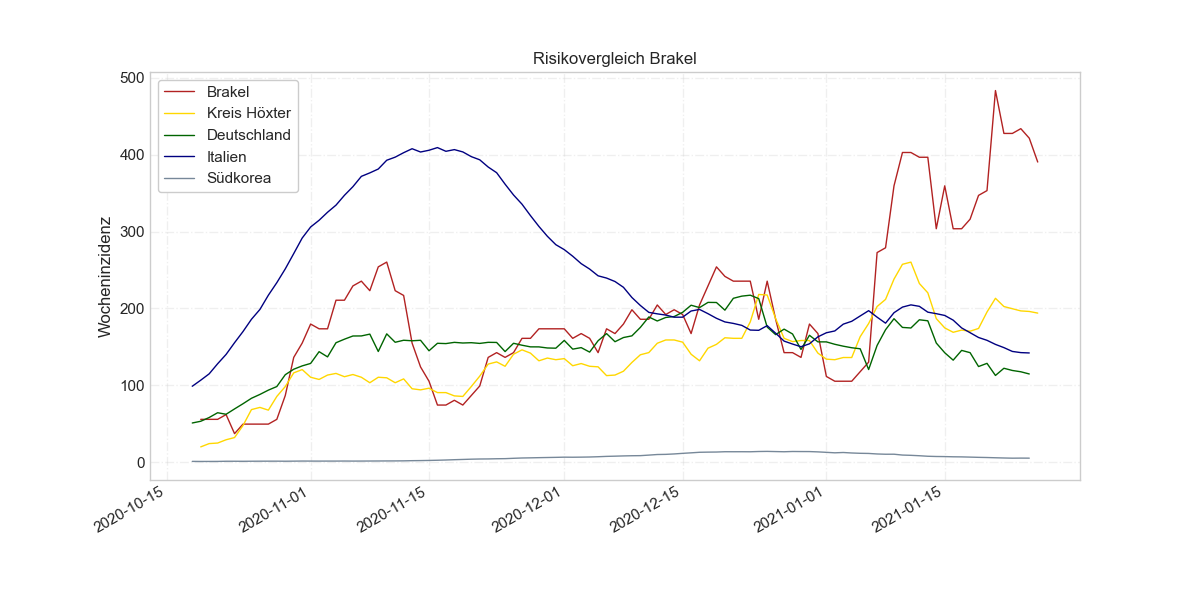 Risikovergleich Brakel
Wocheninzidenz
500
400
300
200
100
0
Brakel
Kreis Höxter
Deutschland
Italien
Südkorea
2020-10-15
2020-11-01
2020-11-15
2020-12-01
2020-12-15
2021-01-01
2021-01-15